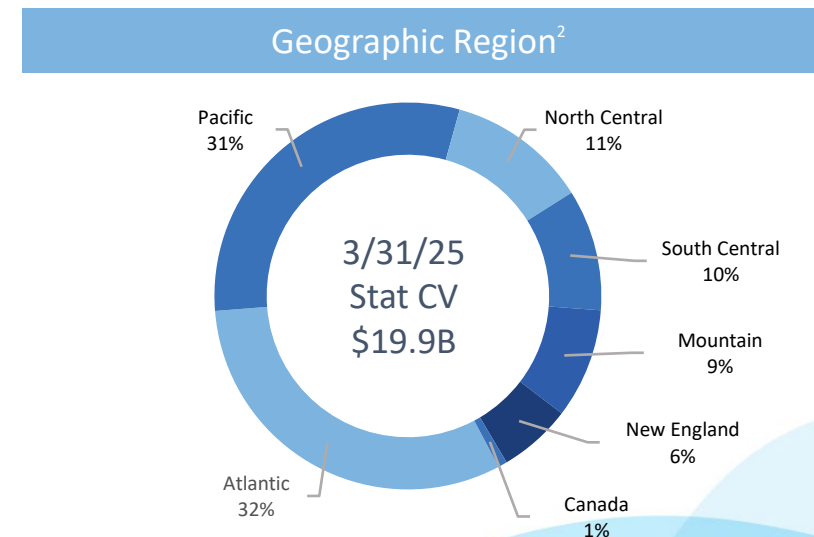 Geographic Region²
Pacific
31%
North Central
11%
3/31/25
Stat CV
$19.9B
South Central
10%
Mountain
9%
New England
6%
Atlantic
32%
Canada
1%